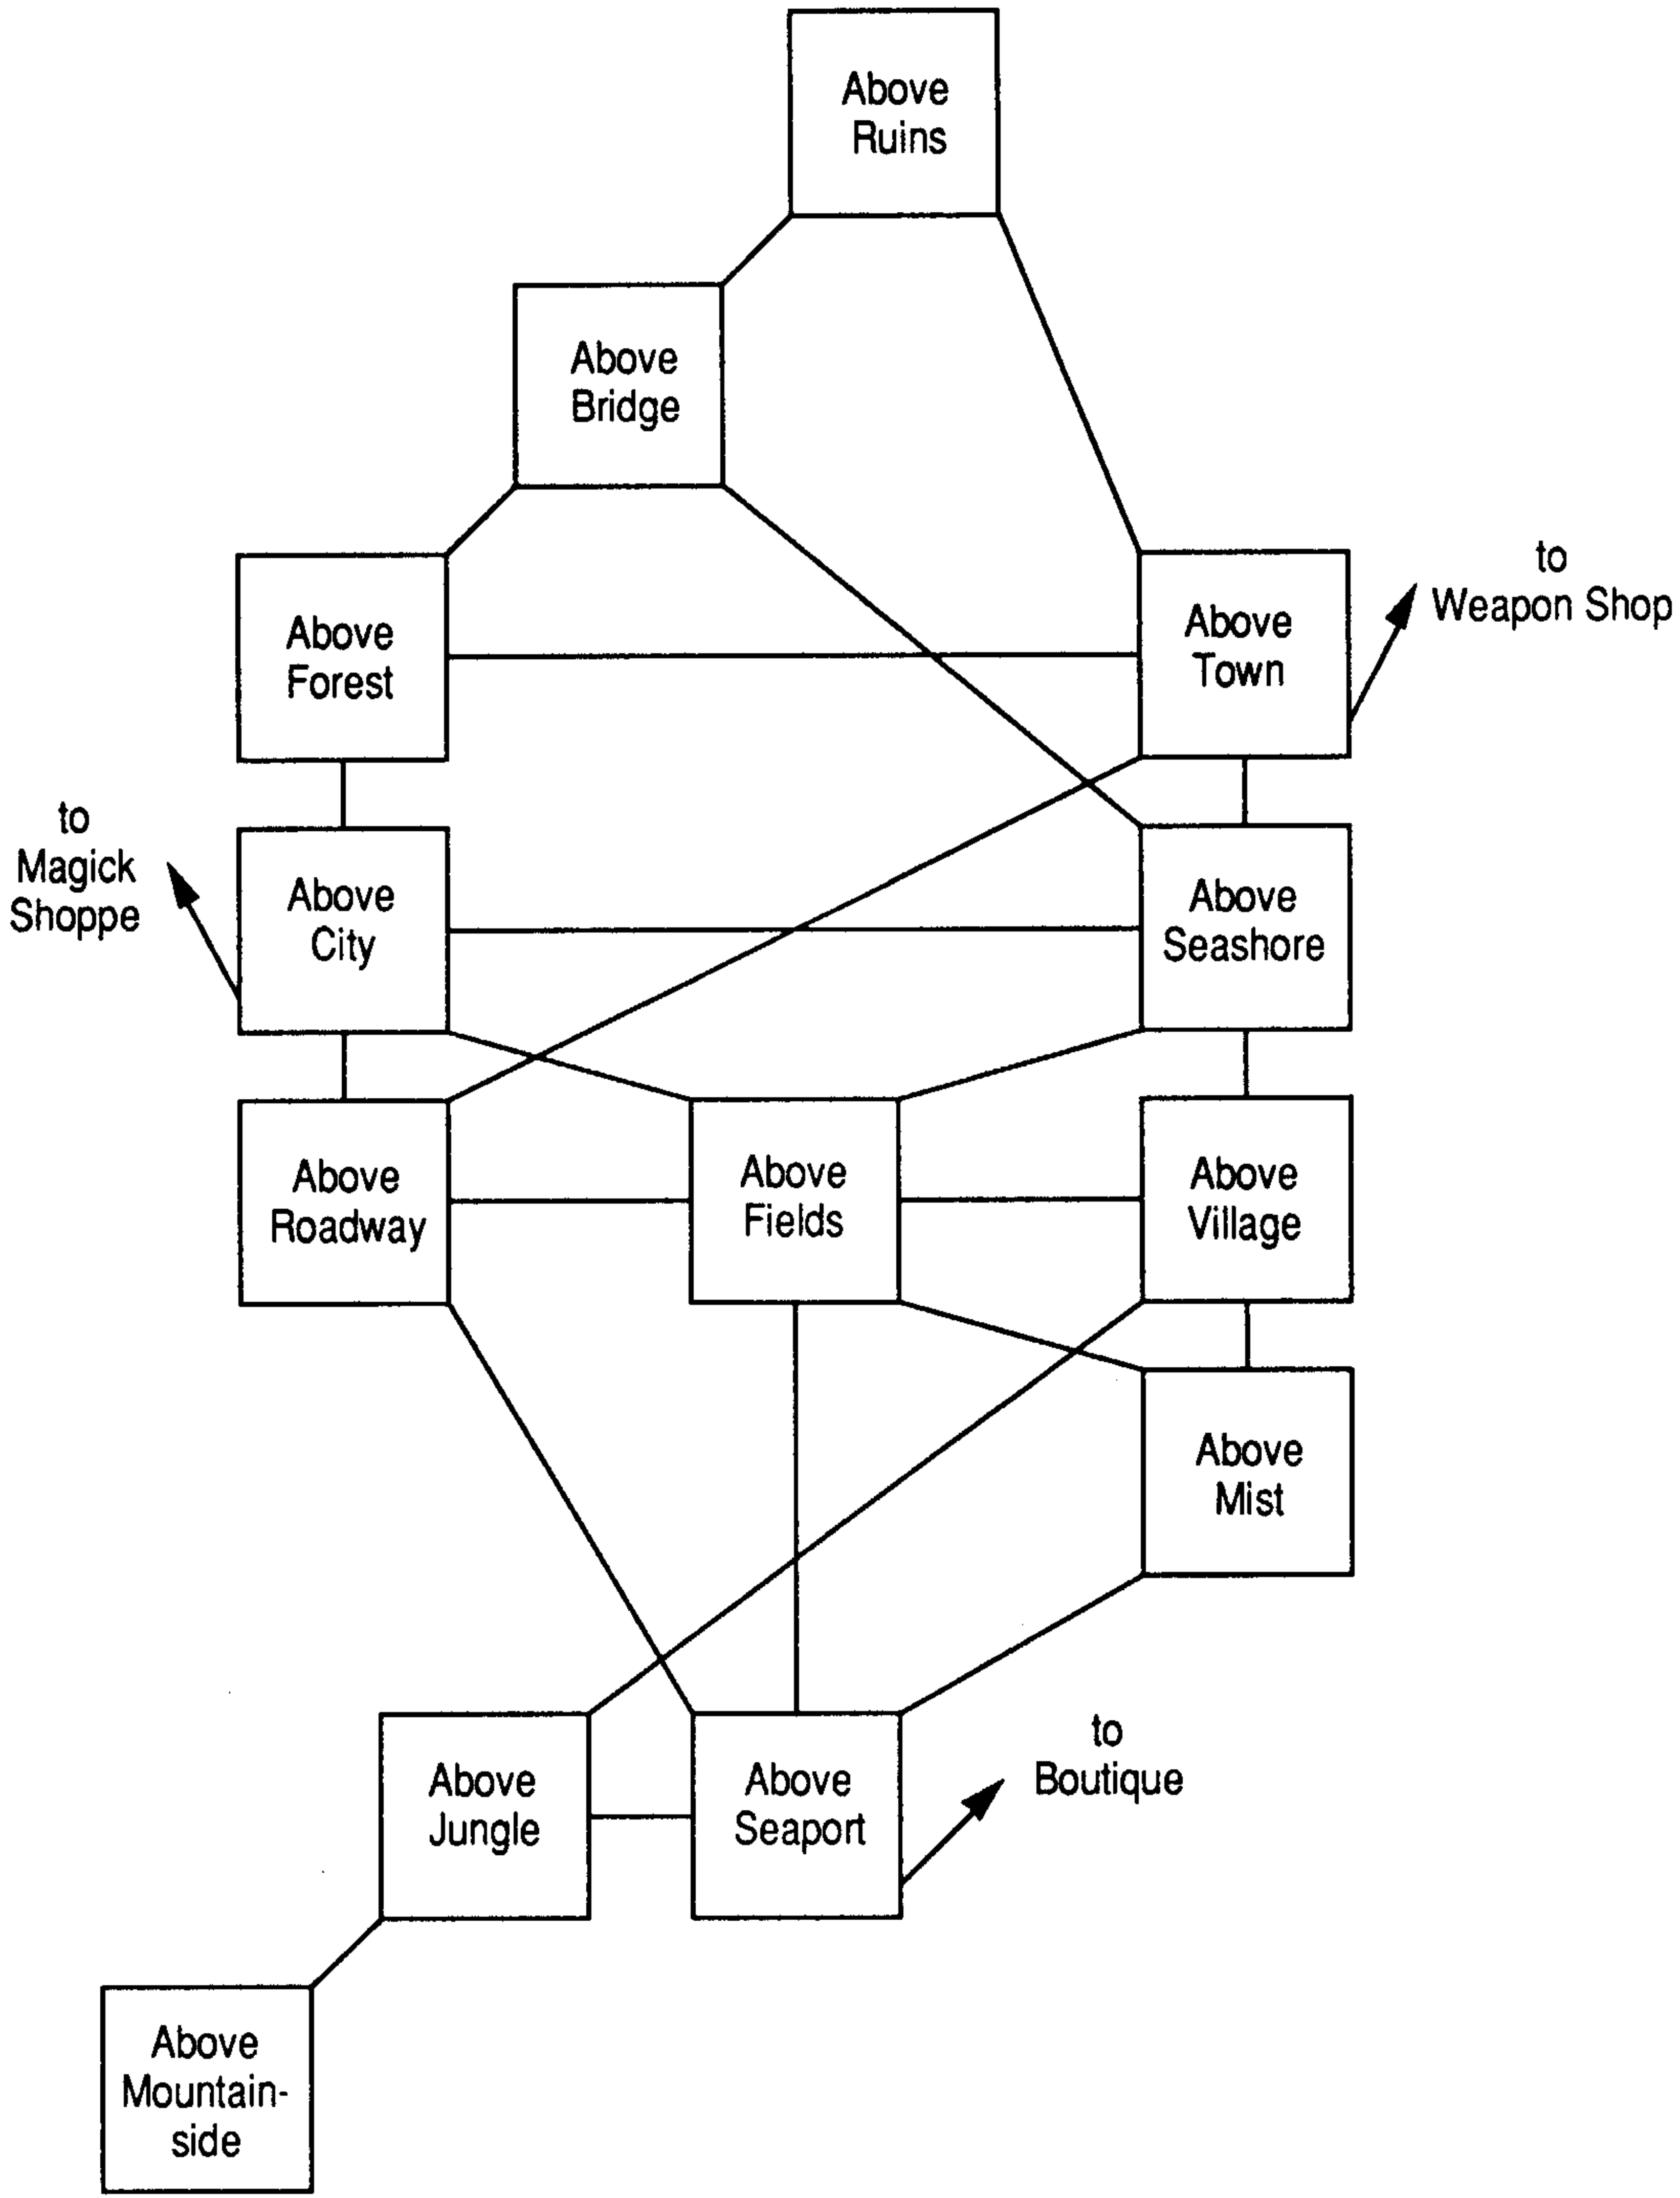 Above
Ruins
Above
Bridge
Above
Forest
Above
Town
to
Weapon Shop
to
Magick
Shoppe
Above
City
Above
Seashore
Above
Roadway
Above
Fields
Above
Village
Above
Mist
Above
Jungle
Above
Seaport
to
Boutique
Above
Mountain-
side